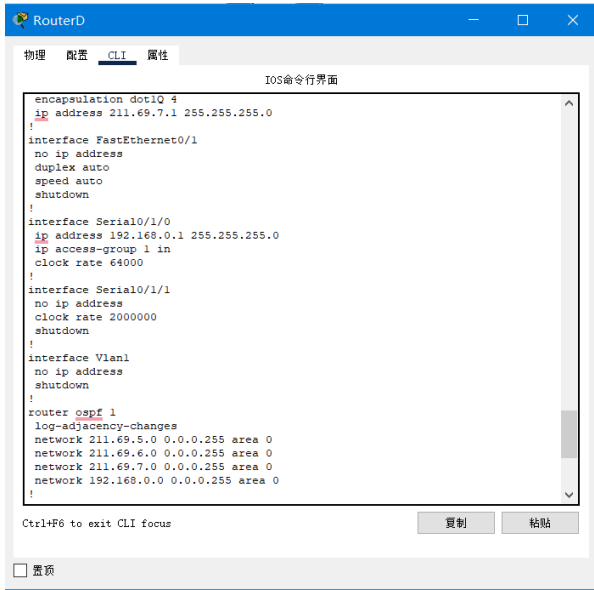 RouterD
物理 配置 CLI 属性
IOS命令行界面
encapsulation dot1Q 4
ip address 211.69.7.1 255.255.255.0
!
interface FastEthernet0/1
no ip address
duplex auto
speed auto
shutdown
!
interface Serial0/1/0
ip address 192.168.0.1 255.255.255.0
ip access-group 1 in
clock rate 64000
!
interface Serial0/1/1
no ip address
clock rate 2000000
shutdown
!
interface Vlan1
no ip address
shutdown
!
router ospf 1
log-adjacency-changes
network 211.69.5.0 0.0.0.255 area 0
network 211.69.6.0 0.0.0.255 area 0
network 211.69.7.0 0.0.0.255 area 0
network 192.168.0.0 0.0.0.255 area 0
!
Ctrl+F6 to exit CLI focus
复制 粘贴
置顶